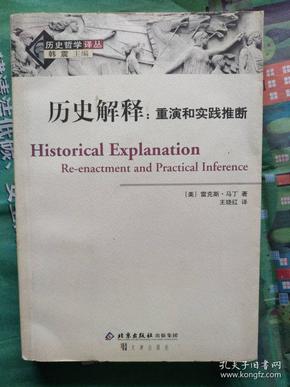 历史哲学译丛
韩震 主编
历史解释：重演和实践推断
Historical Explanation
Re-enactment and Practical Inference
［美］雷克斯·马丁 著
王晓红 译
北京出版社 出版集团
文津出版社
孔夫子旧书网